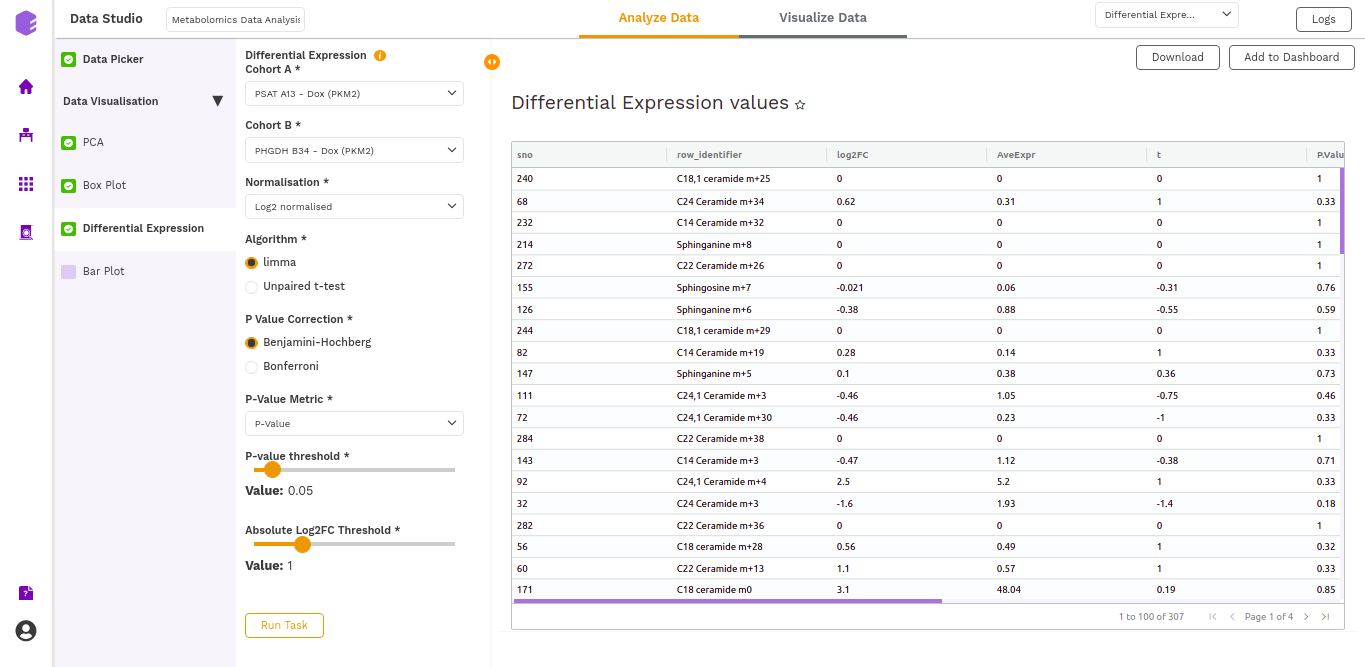 Data Studio
Metabolomics Data Analysis
Analyze Data
Visualize Data
Differential Expre...
Logs
Data Picker
Data Visualisation
PCA
Box Plot
Differential Expression
Bar Plot
?
Differential Expression i
Cohort A *
PSAT A13 - Dox (PKM2)
Cohort B *
PHGDH B34 - Dox (PKM2)
Normalisation *
Log2 normalised
Algorithm *
limma
Unpaired t-test
P Value Correction *
Benjamini-Hochberg
Bonferroni
P-Value Metric *
P-Value
P-value threshold *
Value: 0.05
Absolute Log2FC Threshold *
Value: 1
Run Task
Download
Add to Dashboard
Differential Expression values
sno row_identifier log2FC AveExpr t P.Valu
240 C18,1 ceramide m+25 0 0 0 1
68 C24 Ceramide m+34 0.62 0.31 1 0.33
232 C14 Ceramide m+32 0 0 0 1
214 Sphinganine m+8 0 0 0 1
272 C22 Ceramide m+26 0 0 0 1
155 Sphingosine m+7 -0.021 0.06 -0.31 0.76
126 Sphinganine m+6 -0.38 0.88 -0.55 0.59
244 C18,1 ceramide m+29 0 0 0 1
82 C14 Ceramide m+19 0.28 0.14 1 0.33
147 Sphinganine m+5 0.1 0.38 0.36 0.73
111 C24,1 Ceramide m+3 -0.46 1.05 -0.75 0.46
72 C24,1 Ceramide m+30 -0.46 0.23 -1 0.33
284 C22 Ceramide m+38 0 0 0 1
143 C14 Ceramide m+3 -0.47 1.12 -0.38 0.71
92 C24,1 Ceramide m+4 2.5 5.2 1 0.33
32 C24 Ceramide m+3 -1.6 1.93 -1.4 0.18
282 C22 Ceramide m+36 0 0 0 1
56 C18 ceramide m+28 0.56 0.49 1 0.32
60 C22 Ceramide m+13 1.1 0.57 1 0.33
171 C18 ceramide m0 3.1 48.04 0.19 0.85
1 to 100 of 307 Page 1 of 4